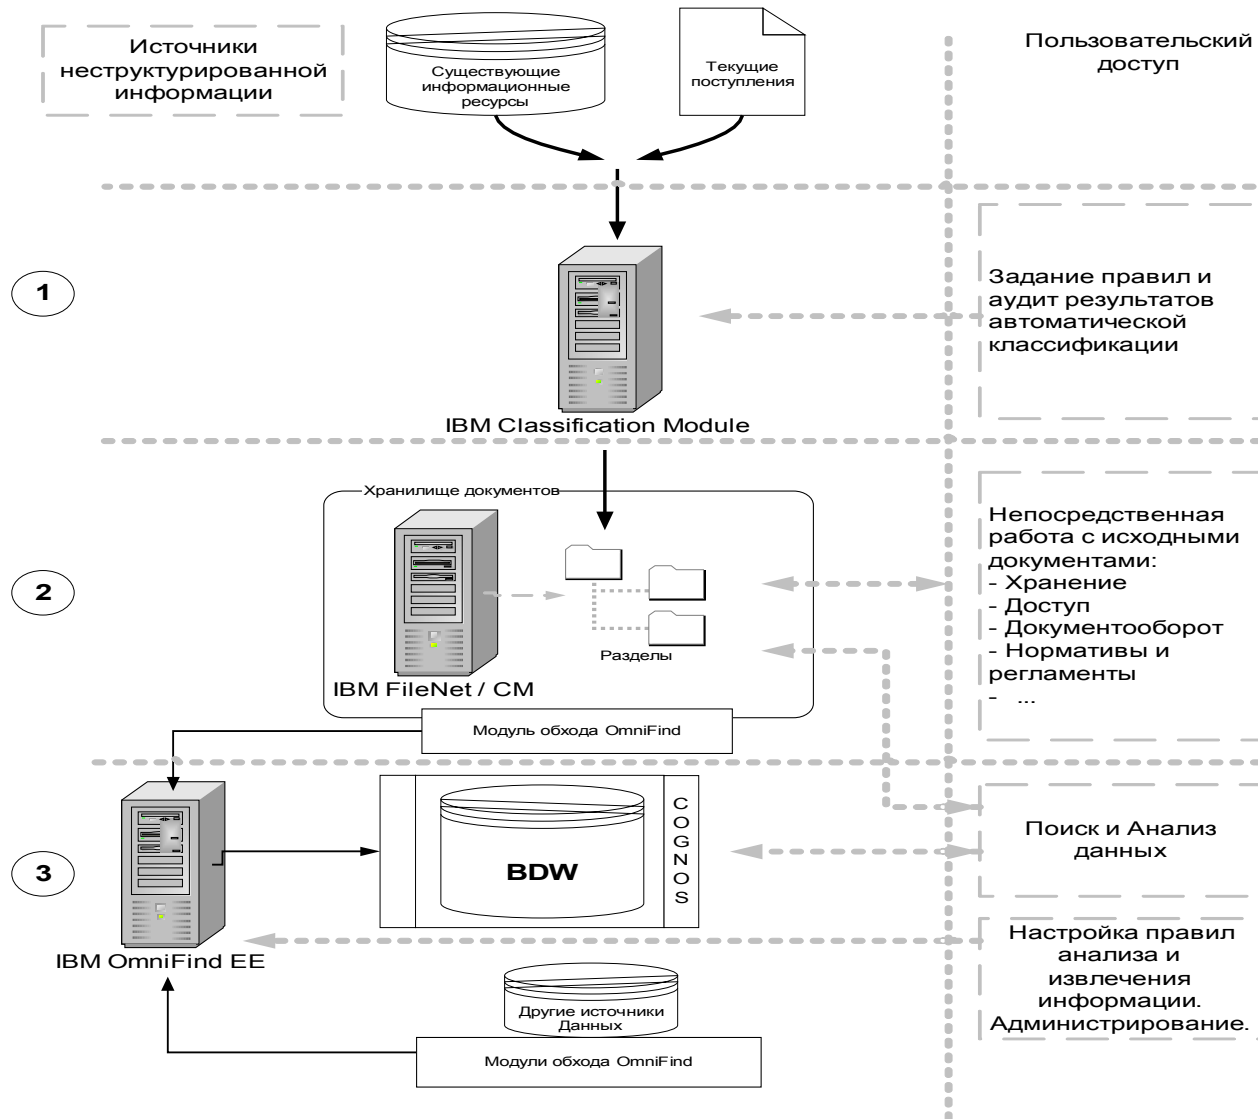 Источники
неструктурированной
информации
Существующие
информационные
ресурсы
Текущие
поступления
Пользовательский
доступ
1
Задание правил и
аудит результатов
автоматической
классификации
IBM Classification Module
Хранилище документов
2
Разделы
IBM FileNet / CM
Модуль обхода OmniFind
Непосредственная
работа с исходными
документами:
- Хранение
- Доступ
- Документооборот
- Нормативы и
регламенты
- ...
3
BDW
COGNOS
Поиск и Анализ
данных
IBM OmniFind EE
Настройка правил
анализа и
извлечения
информации.
Администрирование.
Другие источники
Данных
Модули обхода OmniFind